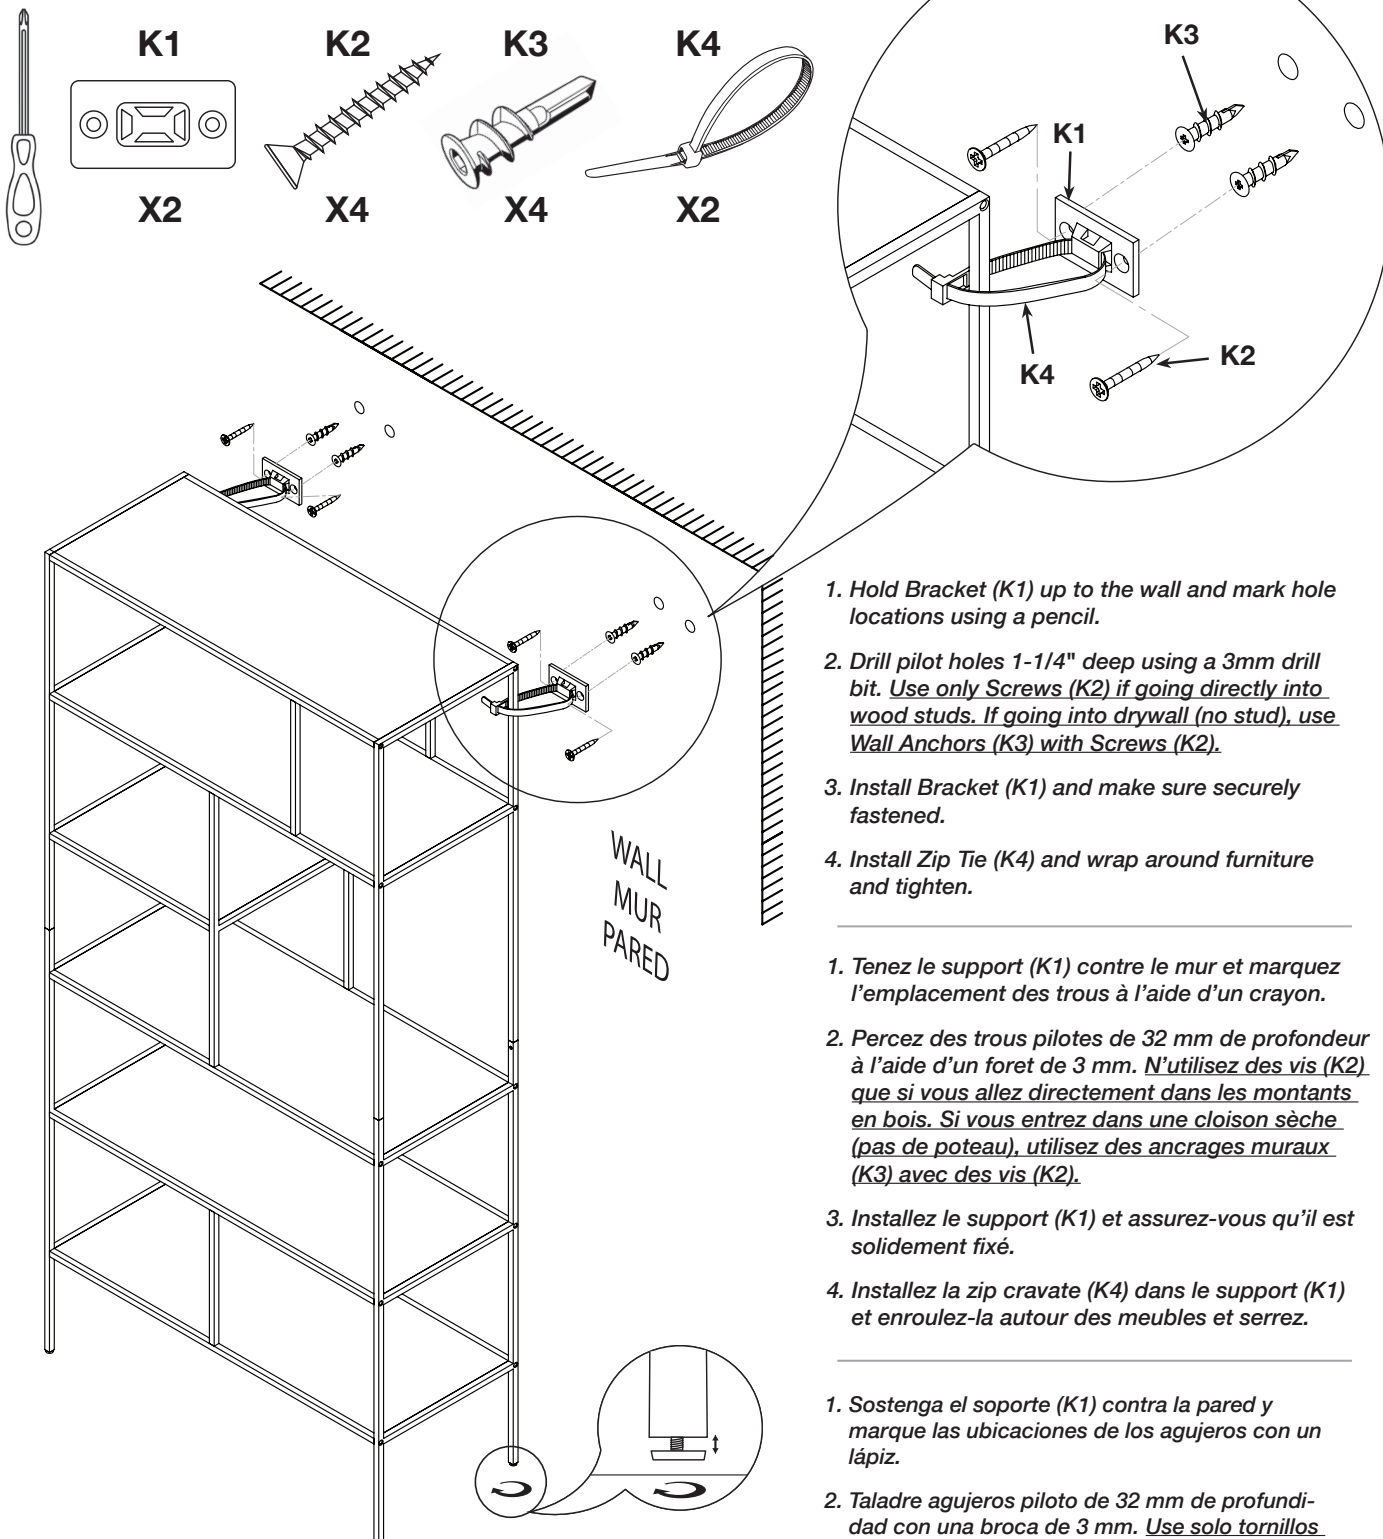 K1
K2
K3
K4
X2
X4
X4
X2
K3
K1
K2
K4
WALL
MUR
PARED
1. Hold Bracket (K1) up to the wall and mark hole
locations using a pencil.
2. Drill pilot holes 1-1/4" deep using a 3mm drill
bit. Use only Screws (K2) if going directly into
wood studs. If going into drywall (no stud), use
Wall Anchors (K3) with Screws (K2).
3. Install Bracket (K1) and make sure securely
fastened.
4. Install Zip Tie (K4) and wrap around furniture
and tighten.
1. Tenez le support (K1) contre le mur et marquez
l’emplacement des trous à l’aide d’un crayon.
2. Percez des trous pilotes de 32 mm de profondeur
à l’aide d’un foret de 3 mm. N’utilisez des vis (K2)
que si vous allez directement dans les montants
en bois. Si vous entrez dans une cloison sèche
(pas de poteau), utilisez des ancrages muraux
(K3) avec des vis (K2).
3. Installez le support (K1) et assurez-vous qu’il est
solidement fixé.
4. Installez la zip cravate (K4) dans le support (K1)
et enroulez-la autour des meubles et serrez.
1. Sostenga el soporte (K1) contra la pared y
marque las ubicaciones de los agujeros con un
lápiz.
2. Taladre agujeros piloto de 32 mm de profundi-
dad con una broca de 3 mm. Use solo tornillos